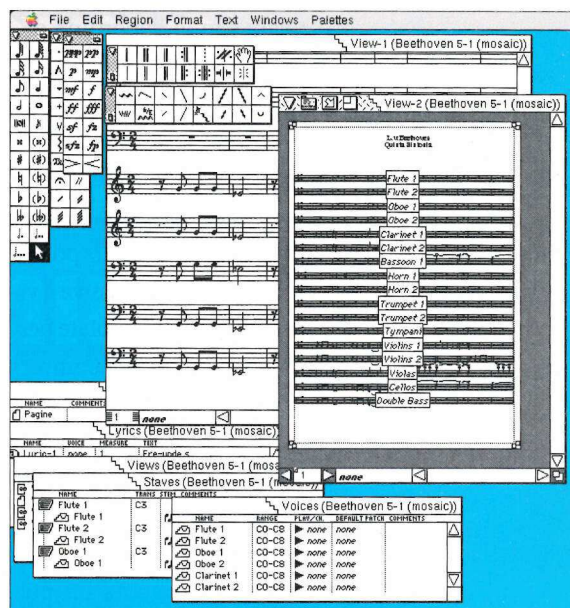 File Edit Region Format Text Windows Palettes
View-1 (Beethoven 5-1 (mosaic))
View-2 (Beethoven 5-1 (mosaic))
Flute 1
Flute 2
Oboe 1
Oboe 2
Clarinet 1
Clarinet 2
Bassoon 1
Horn 1
Horn 2
Trumpet 1
Trumpet 2
Tympani
Violins 1
Violins 2
Violas
Cellos
Double Bass
1 none
1 none
NAME COMMENT
Pagine
Lyrics (Beethoven 5-1 (mosaic))
NAME VOICE MEASURE TEXT
Views (Beethoven 5-1 (mosa
Staves (Beethoven 5-1 (mosaic))
NAME TRANS STEM COMMENTS
Flute 1 C3
Flute 1
Flute 2 C3
Flute 2
Oboe 1 C3
Oboe 1
Voices (Beethoven 5-1 (mosaic))
NAME RANGE PLAY/CH. DEFAULT PATCH COMMENTS
Flute 1 C0-C8 none none
Flute 2 C0-C8 none none
Oboe 1 C0-C8 none none
Oboe 2 C0-C8 none none
Clarinet 1 C0-C8 none none
Clarinet 2 C0-C8 none none